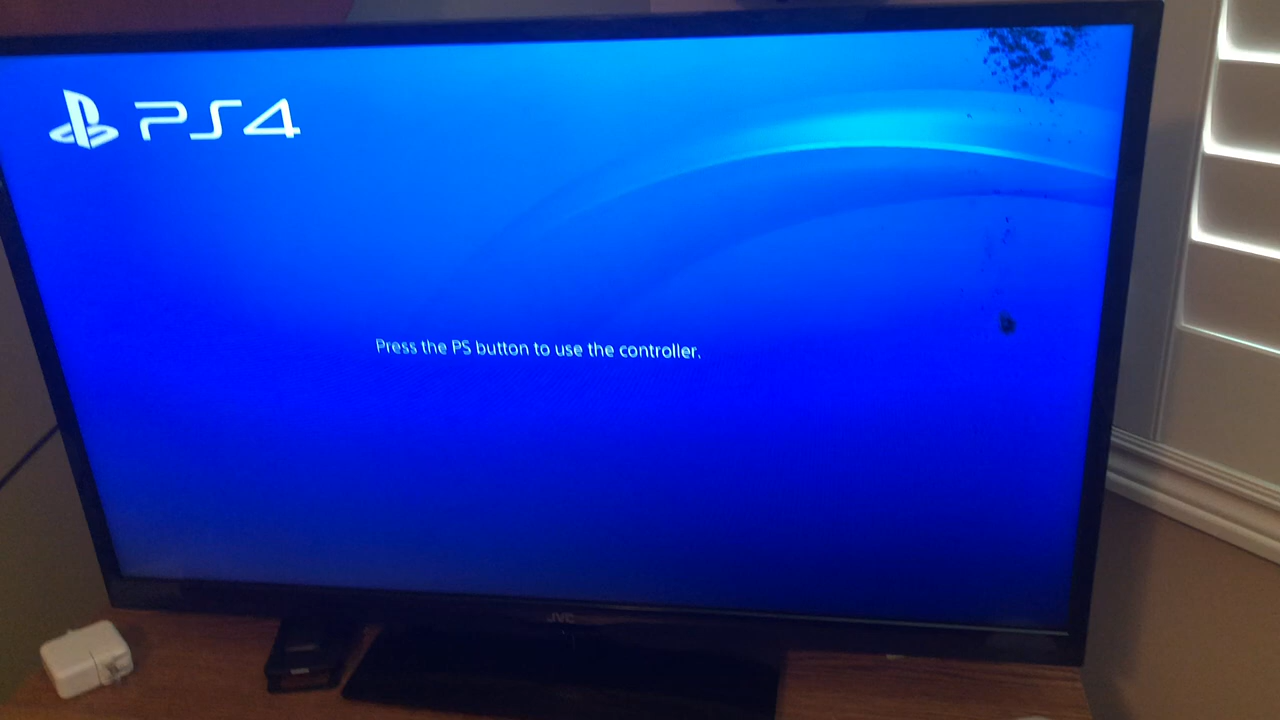 PS4
Press the PS button to use the controller.
JVC